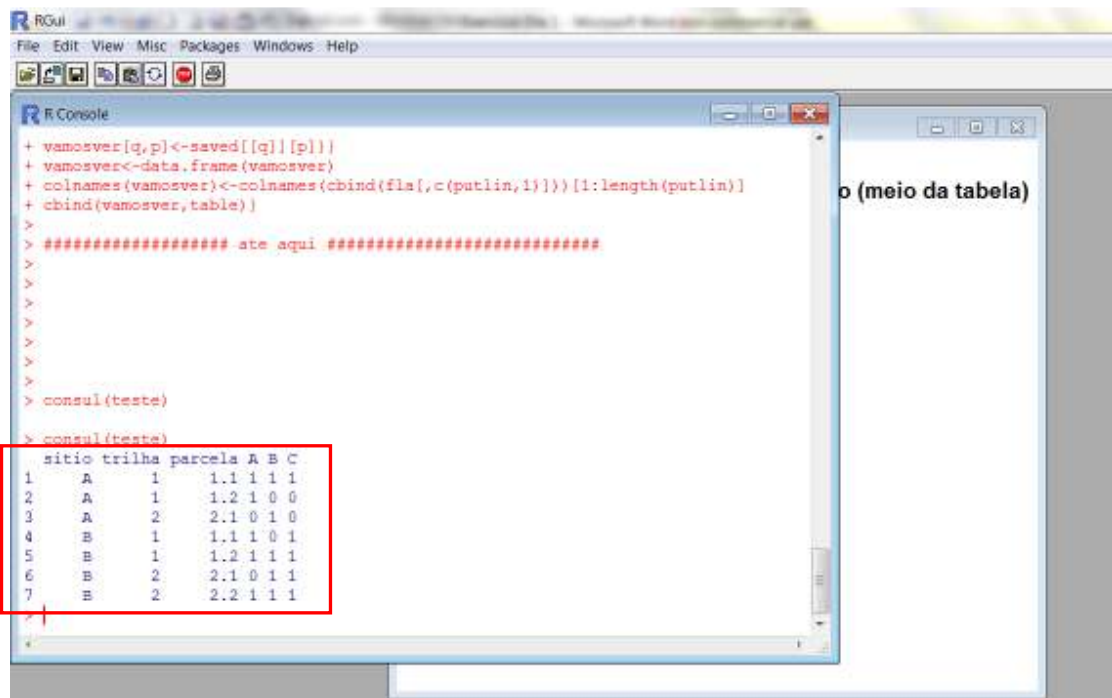 RGui
File Edit View Misc Packages Windows Help
STOP
R Console
+ vamosver[q,p]<-saved[[q]][p]}}
+ vamosver<-data.frame(vamosver)
+ colnames(vamosver)<-colnames(cbind(fla[,c(putlin,1)]))[1:length(putlin)]
+ cbind(vamosver,table)}
>
> ################### ate aqui ############################
>
>
>
>
>
>
>
> consul(teste)
> consul(teste)
sitio trilha parcela A B C
1 A 1 1.1 1 1 1
2 A 1 1.2 1 0 0
3 A 2 2.1 0 1 0
4 B 1 1.1 1 0 1
5 B 1 1.2 1 1 1
6 B 2 2.1 0 1 1
7 B 2 2.2 1 1 1
>
o (meio da tabela)